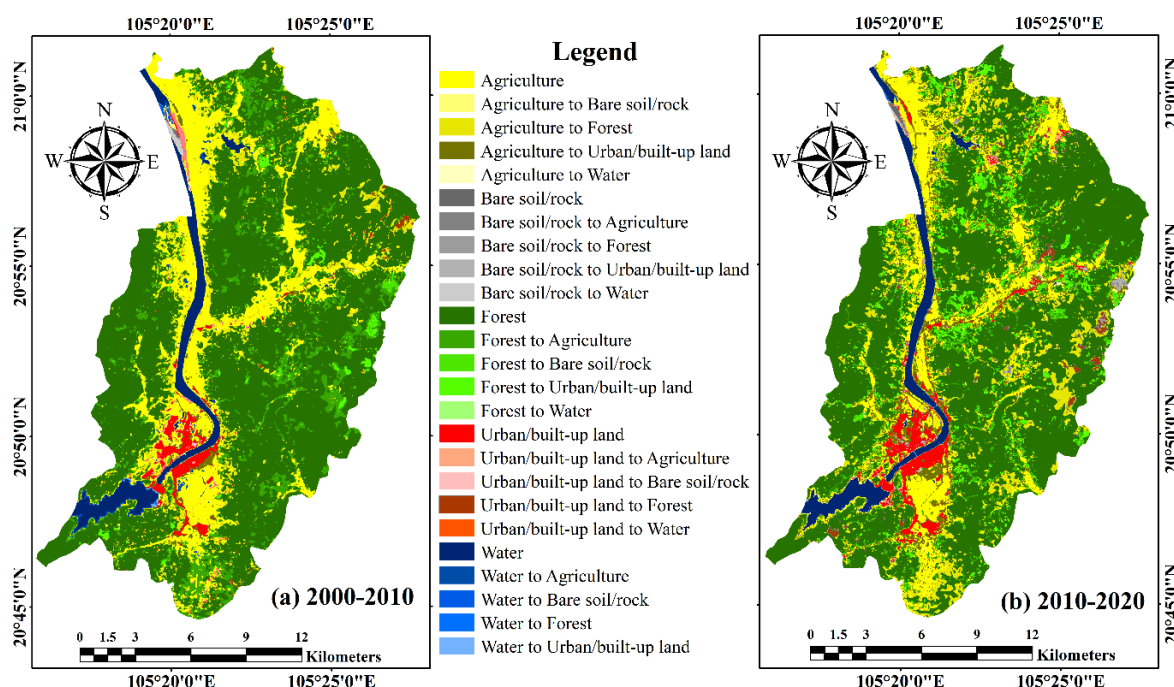 105°20'0"E 105°25'0"E
21°0'0"N
20°55'0"N
20°50'0"N
20°45'0"N
N
W E
S
(a) 2000-2010
0 1.5 3 6 9 12
Kilometers
105°20'0"E 105°25'0"E
Legend
Agriculture
Agriculture to Bare soil/rock
Agriculture to Forest
Agriculture to Urban/built-up land
Agriculture to Water
Bare soil/rock
Bare soil/rock to Agriculture
Bare soil/rock to Forest
Bare soil/rock to Urban/built-up land
Bare soil/rock to Water
Forest
Forest to Agriculture
Forest to Bare soil/rock
Forest to Urban/built-up land
Forest to Water
Urban/built-up land
Urban/built-up land to Agriculture
Urban/built-up land to Bare soil/rock
Urban/built-up land to Forest
Urban/built-up land to Water
Water
Water to Agriculture
Water to Bare soil/rock
Water to Forest
Water to Urban/built-up land
105°20'0"E 105°25'0"E
N
W E
S
21°0'0"N
20°55'0"N
20°50'0"N
20°45'0"N
(b) 2010-2020
0 1.5 3 6 9 12
Kilometers
105°20'0"E 105°25'0"E